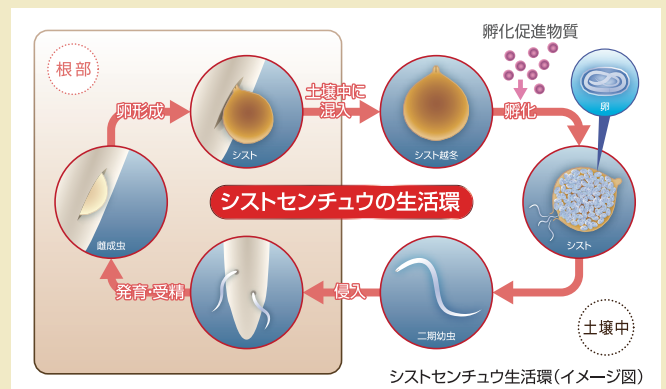 孵化促進物質
根部
卵形成
シスト
土壌中に
混入
シスト越冬
孵化
卵
シスト
シストセンチュウの生活環
雌成虫
発育・受精
侵入
二期幼虫
土壌中
シストセンチュウ生活環(イメージ図)